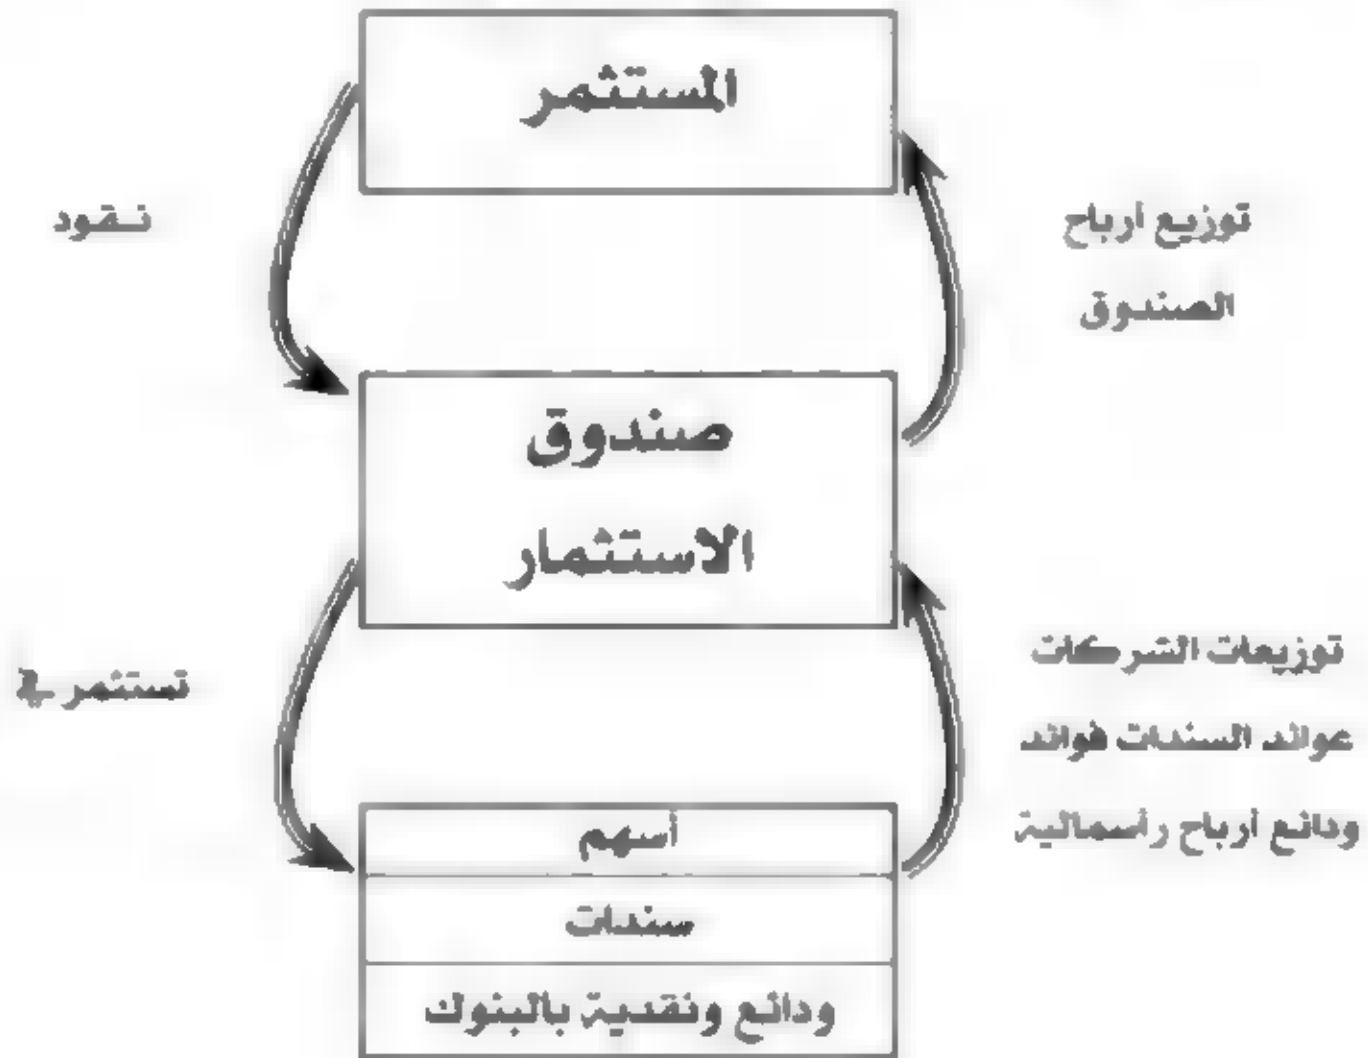 المستثمر
نقود
توزيع أرباح
الصندوق
صندوق
الاستثمار
تستثمر في
توزيعات الشركات
عوائد السندات فوائد
ودائع أرباح رأسمالية
أسهم
سندات
ودائع ونقدية بالبنوك